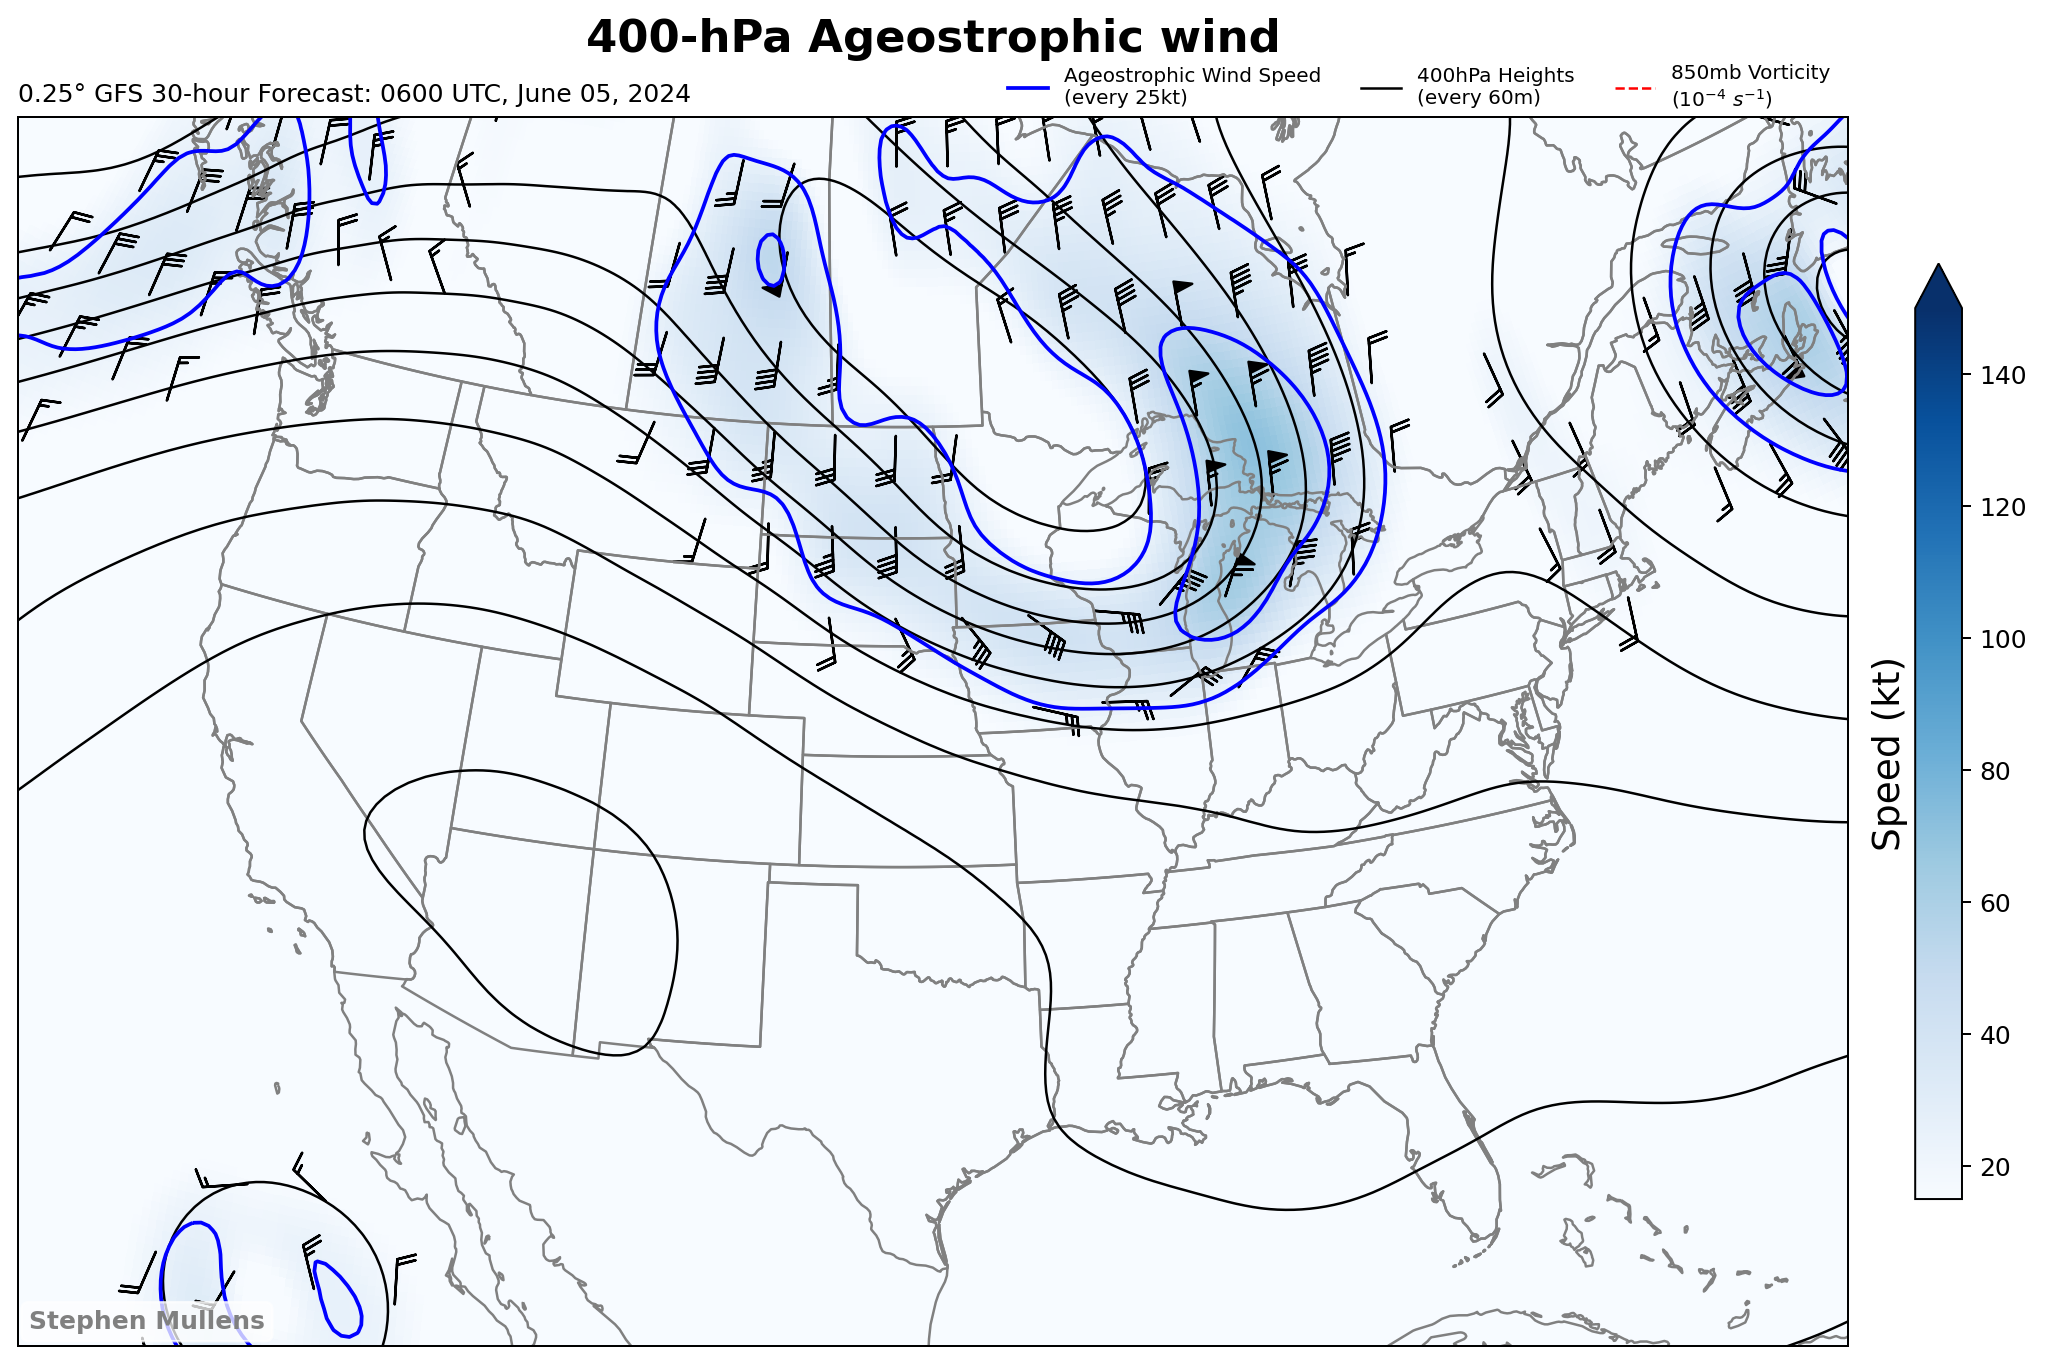 400-hPa Ageostrophic wind
0.25° GFS 30-hour Forecast: 0600 UTC, June 05, 2024
Ageostrophic Wind Speed
(every 25kt)
400hPa Heights
(every 60m)
850mb Vorticity
(10⁻⁴ s⁻¹)
140
120
100
80
60
40
20
Speed (kt)
Stephen Mullens